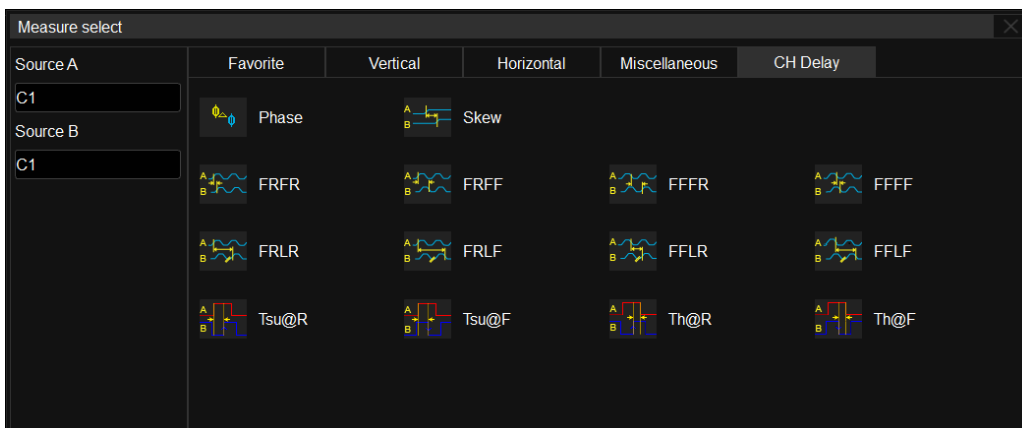 Measure select
Source A
C1
Source B
C1
Favorite Vertical Horizontal Miscellaneous CH Delay
ϕ ϕ Phase A B Skew
A B FRFR A B FRFF A B FFFR A B FFFF
A B FRLR A B FRLF A B FFLR A B FFLF
A B Tsu@R A B Tsu@F A B Th@R A B Th@F